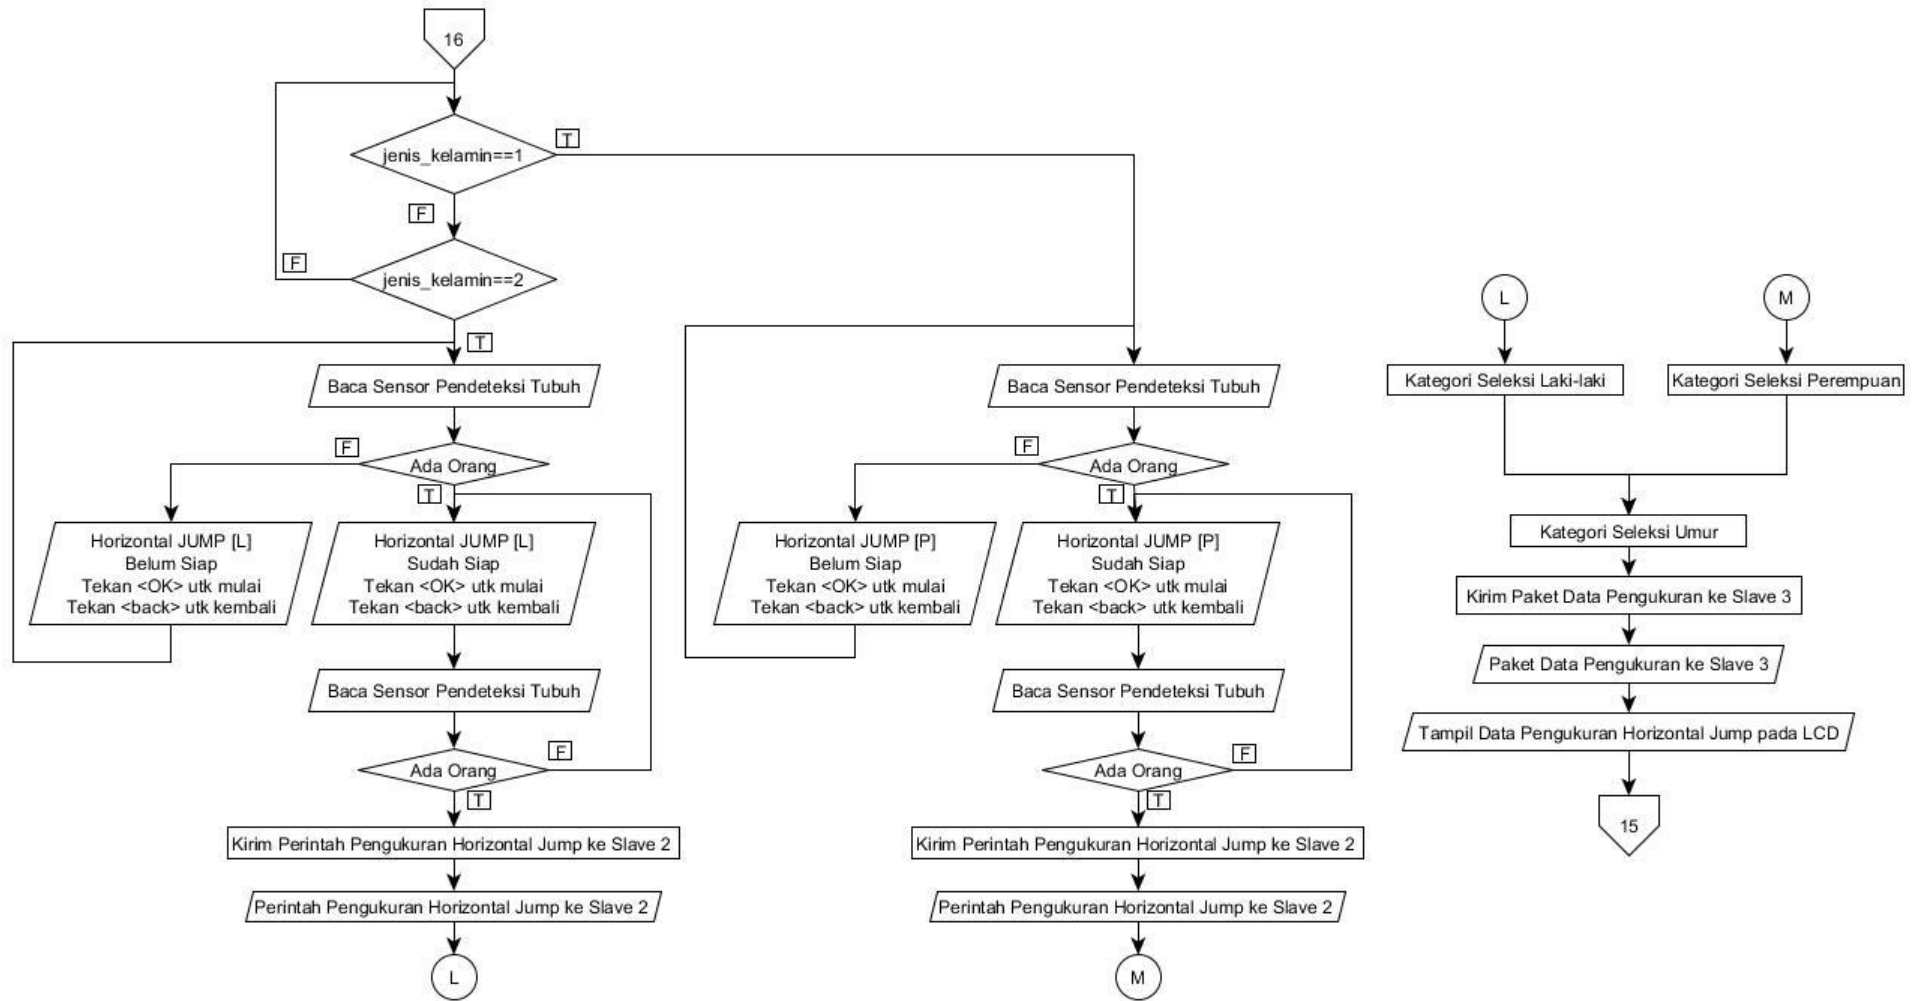 16
jenis_kelamin==1
T
F
jenis_kelamin==2
F
T
Baca Sensor Pendeteksi Tubuh
Ada Orang
F
T
Horizontal JUMP [L]
Belum Siap
Tekan <OK> utk mulai
Tekan <back> utk kembali
Horizontal JUMP [L]
Sudah Siap
Tekan <OK> utk mulai
Tekan <back> utk kembali
Baca Sensor Pendeteksi Tubuh
Ada Orang
F
T
Kirim Perintah Pengukuran Horizontal Jump ke Slave 2
Perintah Pengukuran Horizontal Jump ke Slave 2
L
Baca Sensor Pendeteksi Tubuh
Ada Orang
F
T
Horizontal JUMP [P]
Belum Siap
Tekan <OK> utk mulai
Tekan <back> utk kembali
Horizontal JUMP [P]
Sudah Siap
Tekan <OK> utk mulai
Tekan <back> utk kembali
Baca Sensor Pendeteksi Tubuh
Ada Orang
F
T
Kirim Perintah Pengukuran Horizontal Jump ke Slave 2
Perintah Pengukuran Horizontal Jump ke Slave 2
M
L
M
Kategori Seleksi Laki-laki
Kategori Seleksi Perempuan
Kategori Seleksi Umur
Kirim Paket Data Pengukuran ke Slave 3
Paket Data Pengukuran ke Slave 3
Tampil Data Pengukuran Horizontal Jump pada LCD
15